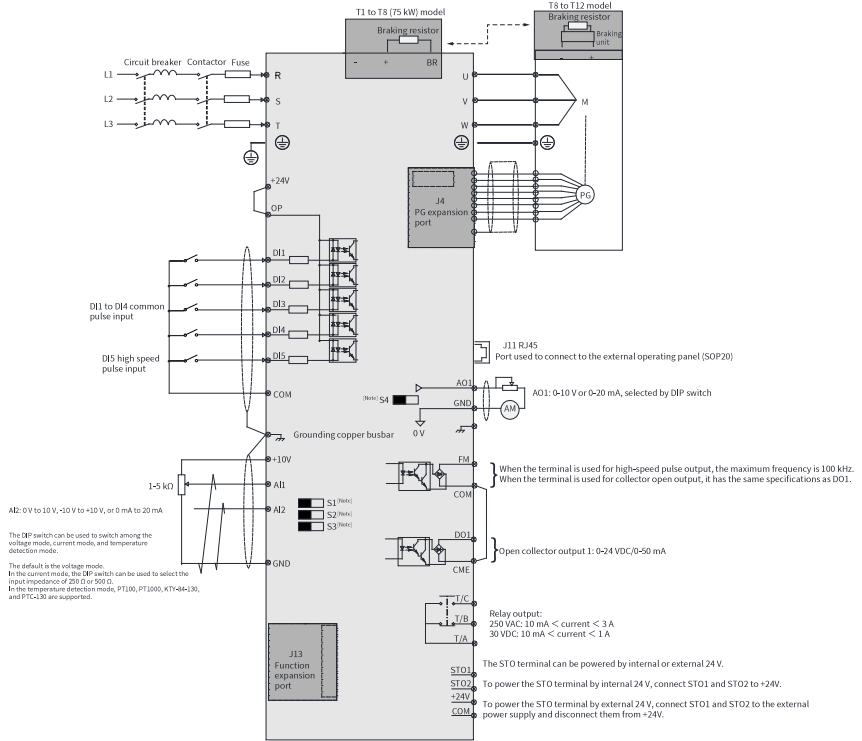 T1 to T8 (75 kW) model
Braking resistor
- + BR
T8 to T12 model
Braking resistor
Braking
unit
- +
Circuit breaker Contactor Fuse
L1
L2
L3
R
S
T
U
V
W
M
PG
J4
PG expansion
port
+24V
OP
DI1
DI2
DI3
DI4
DI5
COM
DI1 to DI4 common
pulse input
DI5 high speed
pulse input
J11 RJ45
Port used to connect to the external operating panel (SOP20)
[Note] S4
AO1
GND
0 V
AM
AO1: 0-10 V or 0-20 mA, selected by DIP switch
Grounding copper busbar
+10V
AI1
AI2
GND
1-5 kΩ
AI2: 0 V to 10 V, -10 V to +10 V, or 0 mA to 20 mA
The DIP switch can be used to switch among the
voltage mode, current mode, and temperature
detection mode.
The default is the voltage mode.
In the current mode, the DIP switch can be used to select the
input impedance of 250 Ω or 500 Ω.
In the temperature detection mode, PT100, PT1000, KTY-84-130,
and PTC-130 are supported.
S1 [Note]
S2 [Note]
S3 [Note]
FM
COM
When the terminal is used for high-speed pulse output, the maximum frequency is 100 kHz.
When the terminal is used for collector open output, it has the same specifications as DO1.
DO1
CME
Open collector output 1: 0-24 VDC/0-50 mA
T/C
T/B
T/A
Relay output:
250 VAC: 10 mA < current < 3 A
30 VDC: 10 mA < current < 1 A
J13
Function
expansion
port
STO1
STO2
+24V
COM
The STO terminal can be powered by internal or external 24 V.
To power the STO terminal by internal 24 V, connect STO1 and STO2 to +24V.
To power the STO terminal by external 24 V, connect STO1 and STO2 to the external
power supply and disconnect them from +24V.